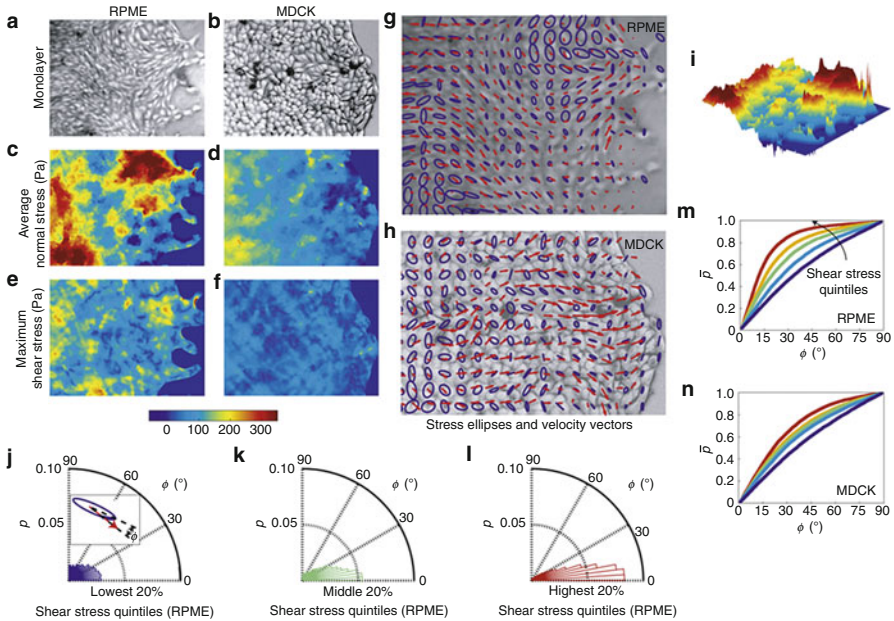 RPME
MDCK
a
b
Monolayer
c
d
Average
normal stress (Pa)
e
f
Maximum
shear stress (Pa)
0 100 200 300
g
RPME
h
MDCK
Stress ellipses and velocity vectors
i
j
90
0.10
60
ϕ (°)
p
0.05
30
ϕ
0
Lowest 20%
Shear stress quintiles (RPME)
k
90
0.10
60
ϕ (°)
p
0.05
30
0
Middle 20%
Shear stress quintiles (RPME)
l
90
0.10
60
ϕ (°)
p
0.05
30
0
Highest 20%
Shear stress quintiles (RPME)
m
1.0
0.8
0.6
p̅
0.4
0.2
0
Shear stress
quintiles
RPME
0 15 30 45 60 75 90
ϕ (°)
n
1.0
0.8
0.6
p̅
0.4
0.2
0
MDCK
0 15 30 45 60 75 90
ϕ (°)